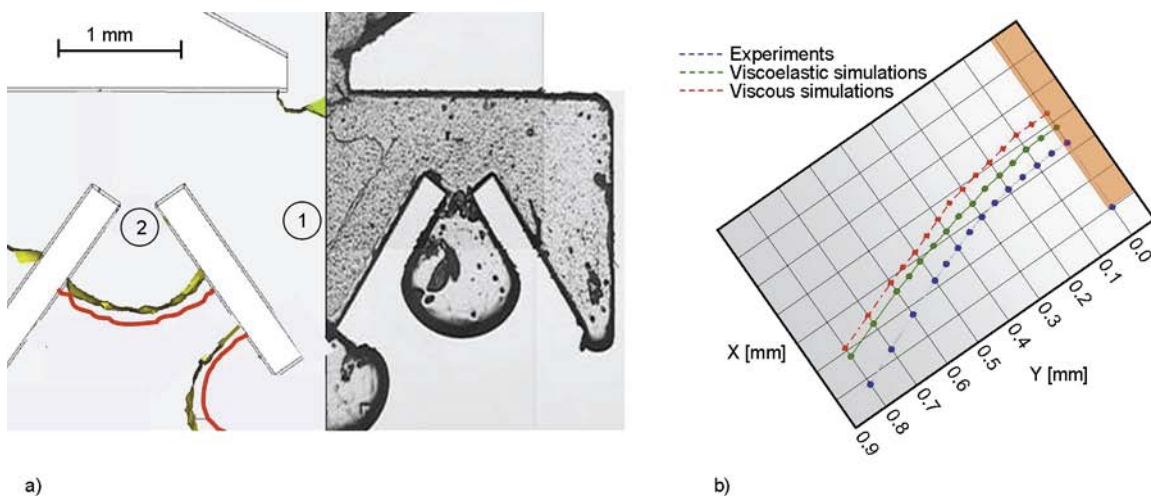 1 mm
1
2
Experiments
Viscoelastic simulations
Viscous simulations
X [mm]
Y [mm]
0.0
0.1
0.2
0.3
0.4
0.5
0.6
0.7
0.8
0.9
a)
b)